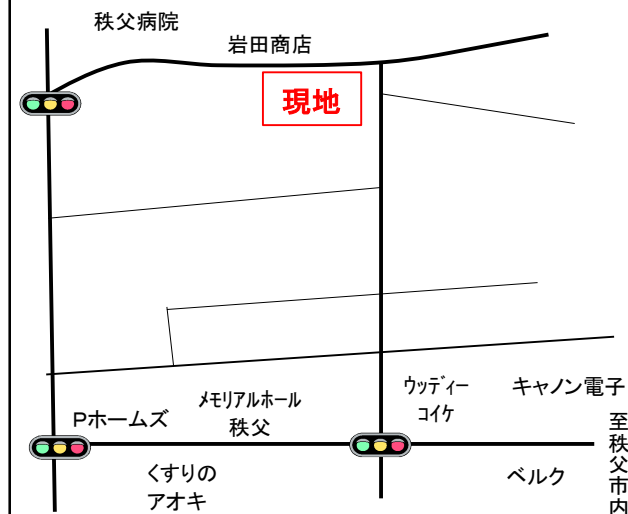 秩父病院
岩田商店
現地
Pホームズ
メモリアルホール
秩父
ウッディー
コイケ
キャノン電子
至秩父市内
くすりの
アオキ
ベルク